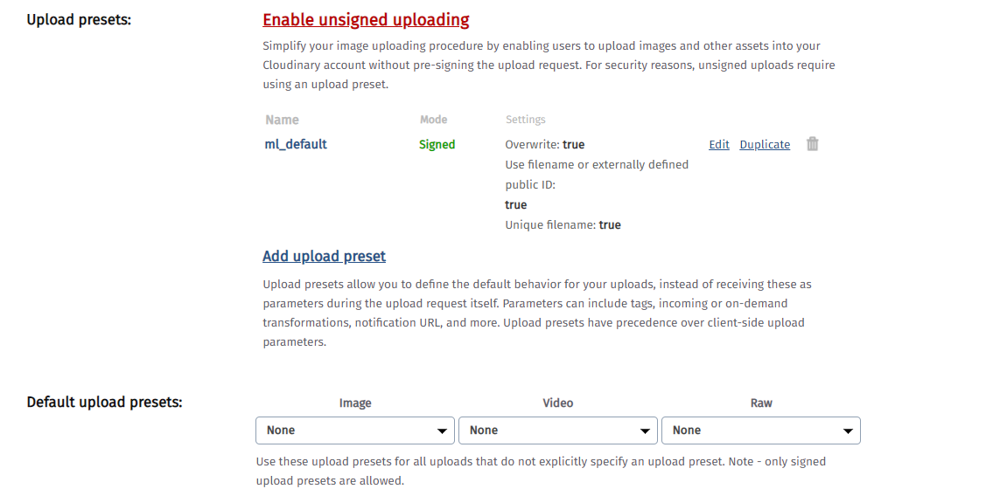 Upload presets:
Enable unsigned uploading
Simplify your image uploading procedure by enabling users to upload images and other assets into your
Cloudinary account without pre-signing the upload request. For security reasons, unsigned uploads require
using an upload preset.
Name Mode Settings
ml_default Signed Overwrite: true Edit Duplicate
Use filename or externally defined
public ID:
true
Unique filename: true
Add upload preset
Upload presets allow you to define the default behavior for your uploads, instead of receiving these as
parameters during the upload request itself. Parameters can include tags, incoming or on-demand
transformations, notification URL, and more. Upload presets have precedence over client-side upload
parameters.
Default upload presets:
Image Video Raw
None None None
Use these upload presets for all uploads that do not explicitly specify an upload preset. Note - only signed
upload presets are allowed.